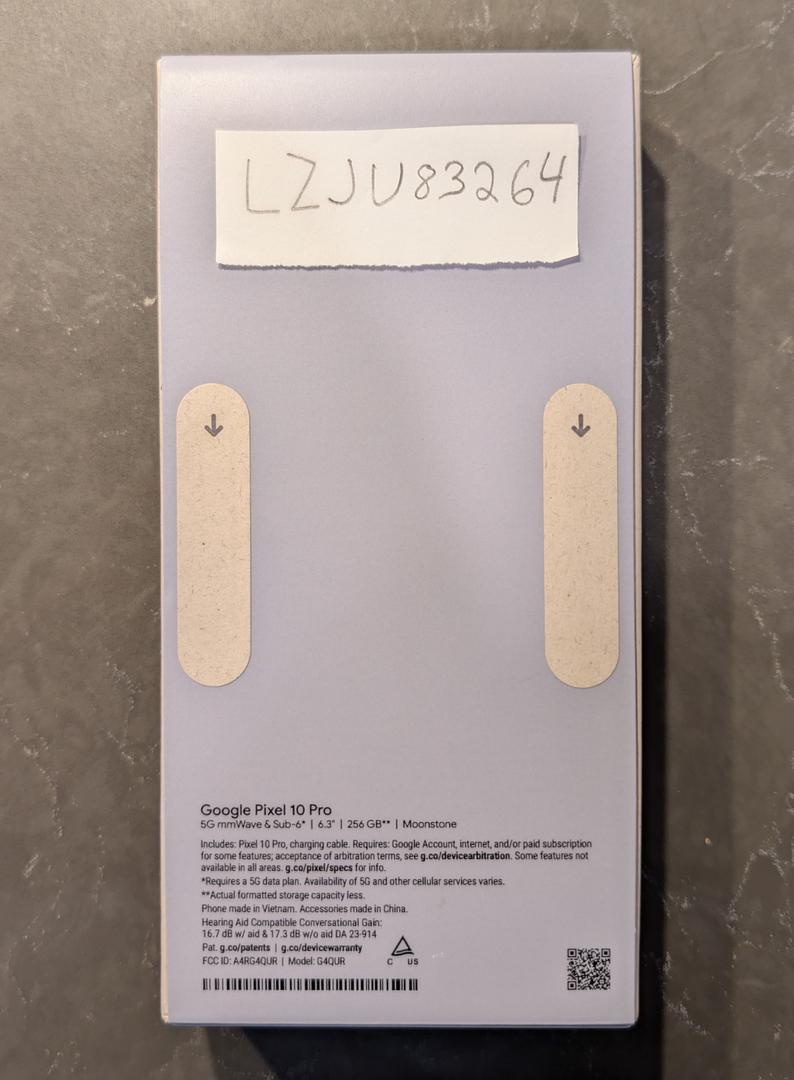 LZJU83264
Google Pixel 10 Pro
5G mmWave & Sub-6* | 6.3" | 256 GB** | Moonstone
Includes: Pixel 10 Pro, charging cable. Requires: Google Account, internet, and/or paid subscription
for some features; acceptance of arbitration terms, see g.co/devicearbitration. Some features not
available in all areas. g.co/pixel/specs for info.
*Requires a 5G data plan. Availability of 5G and other cellular services varies.
**Actual formatted storage capacity less.
Phone made in Vietnam. Accessories made in China.
Hearing Aid Compatible Conversational Gain:
16.7 dB w/ aid & 17.3 dB w/o aid DA 23-914
Pat. g.co/patents | g.co/devicewarranty
FCC ID: A4RG4QUR | Model: G4QUR
C US